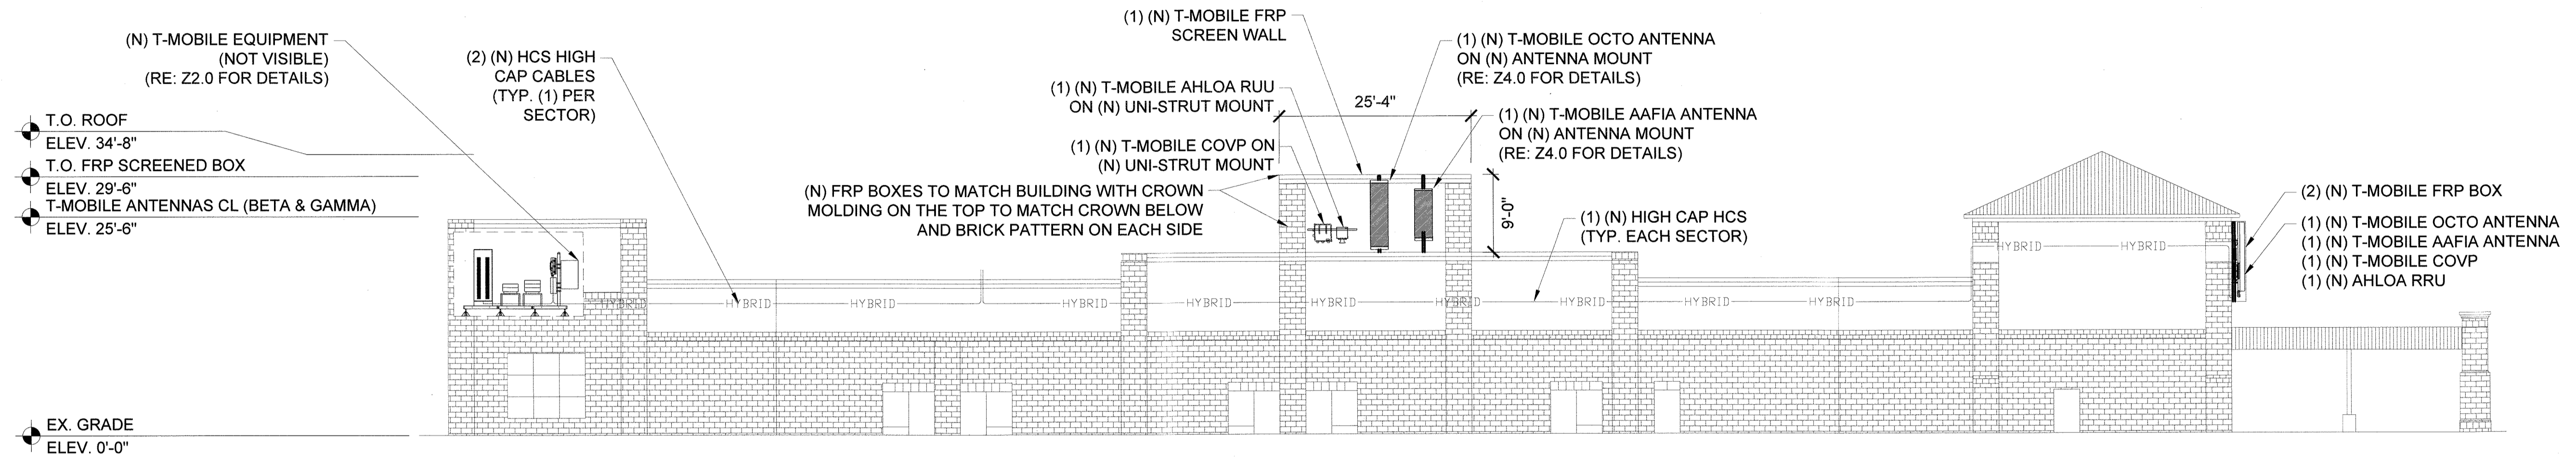 (N) T-MOBILE EQUIPMENT
(NOT VISIBLE)
(RE: Z2.0 FOR DETAILS)
(2) (N) HCS HIGH
CAP CABLES
(TYP. (1) PER
SECTOR)
T.O. ROOF
ELEV. 34'-8"
T.O. FRP SCREENED BOX
ELEV. 29'-6"
T-MOBILE ANTENNAS CL (BETA & GAMMA)
ELEV. 25'-6"
EX. GRADE
ELEV. 0'-0"
(1) (N) T-MOBILE FRP
SCREEN WALL
(1) (N) T-MOBILE AHLOA RUU
ON (N) UNI-STRUT MOUNT
(1) (N) T-MOBILE COVP ON
(N) UNI-STRUT MOUNT
(N) FRP BOXES TO MATCH BUILDING WITH CROWN
MOLDING ON THE TOP TO MATCH CROWN BELOW
AND BRICK PATTERN ON EACH SIDE
25'-4"
(1) (N) T-MOBILE OCTO ANTENNA
ON (N) ANTENNA MOUNT
(RE: Z4.0 FOR DETAILS)
(1) (N) T-MOBILE AAFIA ANTENNA
ON (N) ANTENNA MOUNT
(RE: Z4.0 FOR DETAILS)
9'-0"
(1) (N) HIGH CAP HCS
(TYP. EACH SECTOR)
(2) (N) T-MOBILE FRP BOX
(1) (N) T-MOBILE OCTO ANTENNA
(1) (N) T-MOBILE AAFIA ANTENNA
(1) (N) T-MOBILE COVP
(1) (N) AHLOA RRU
HYBRID HYBRID
HYBRID HYBRID HYBRID HYBRID HYBRID HYBRID HYBRID HYBRID HYBRID HYBRID